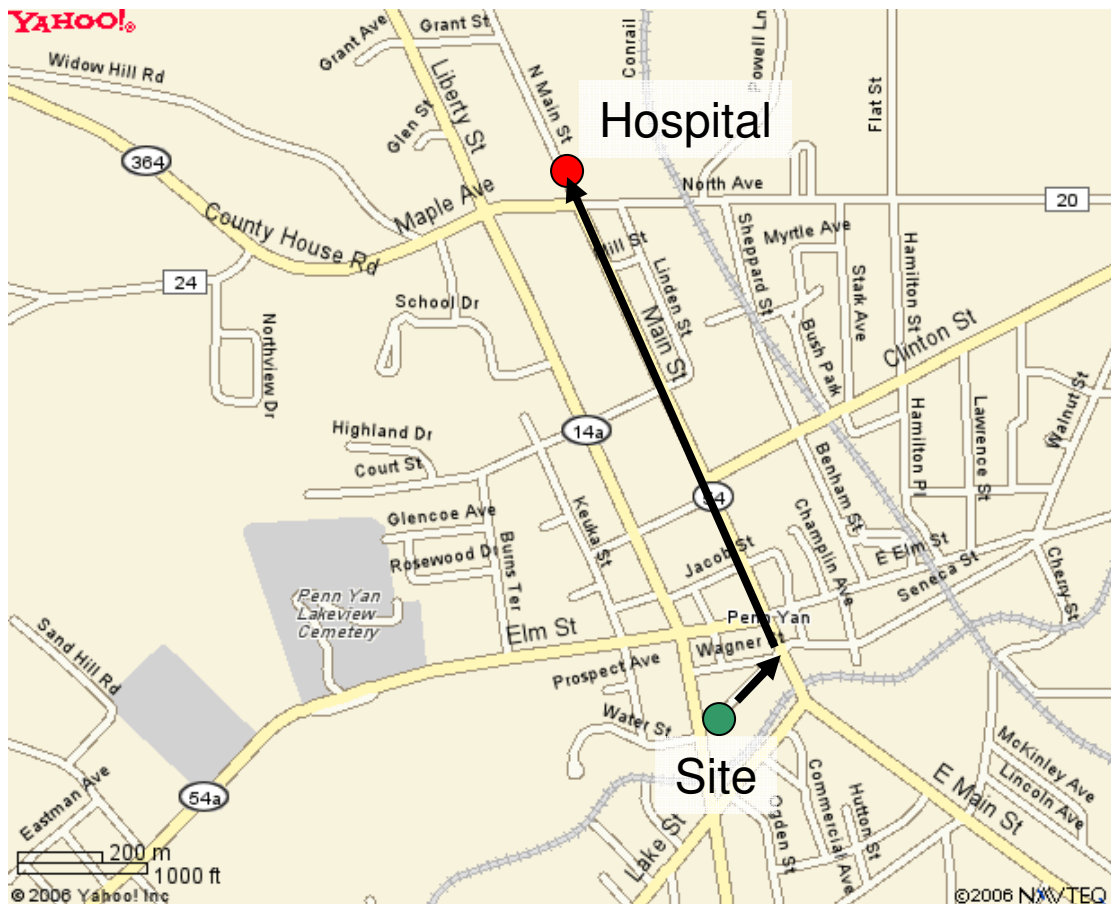 YAHOO!®
Grant Ave
Grant St
Conrail
Powell Ln
Widow Hill Rd
Liberty St
N Main St
Flat St
Hospital
Glen St
364
Maple Ave
North Ave
20
County House Rd
Hill St
Sheppard St
Myrtle Ave
24
Linden St
Stark Ave
Hamilton St
School Dr
Main St
Clinton St
Northview Dr
Bush Park
14a
Highland Dr
Hamilton Pl
Lawrence St
Walnut St
Court St
Benham St
54
Glencoe Ave
Keuka St
Champlin Ave
Rosewood Dr
Burns Ter
Jacob St
E Elm St
Seneca St
Cherry St
Penn Yan
Lakeview
Cemetery
Elm St
Penn Yan
Wagner St
Sand Hill Rd
Prospect Ave
Water St
Site
McKinley Ave
Lincoln Ave
E Main St
54a
Eastman Ave
Lake St
Ogden St
Commercial Ave
Hutton St
200 m
1000 ft
©2006 Yahoo! Inc
©2006 NAVTEQ